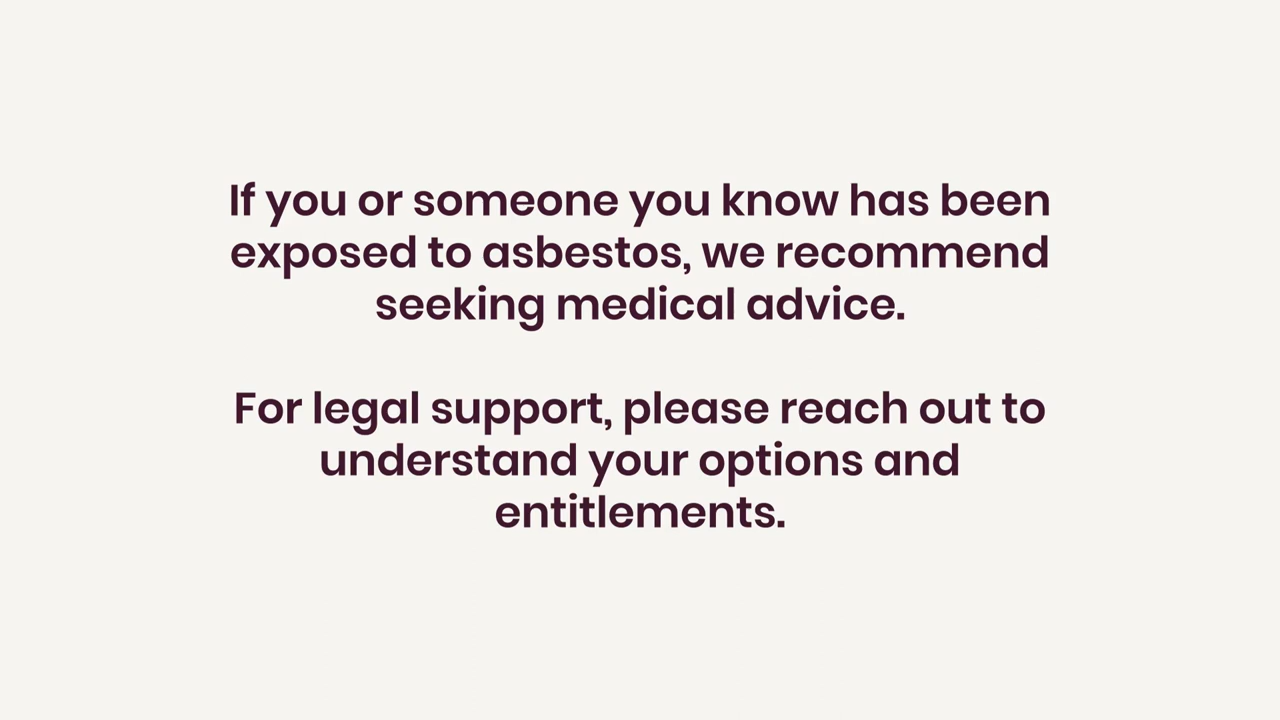 If you or someone you know has been
exposed to asbestos, we recommend
seeking medical advice.
For legal support, please reach out to
understand your options and
entitlements.